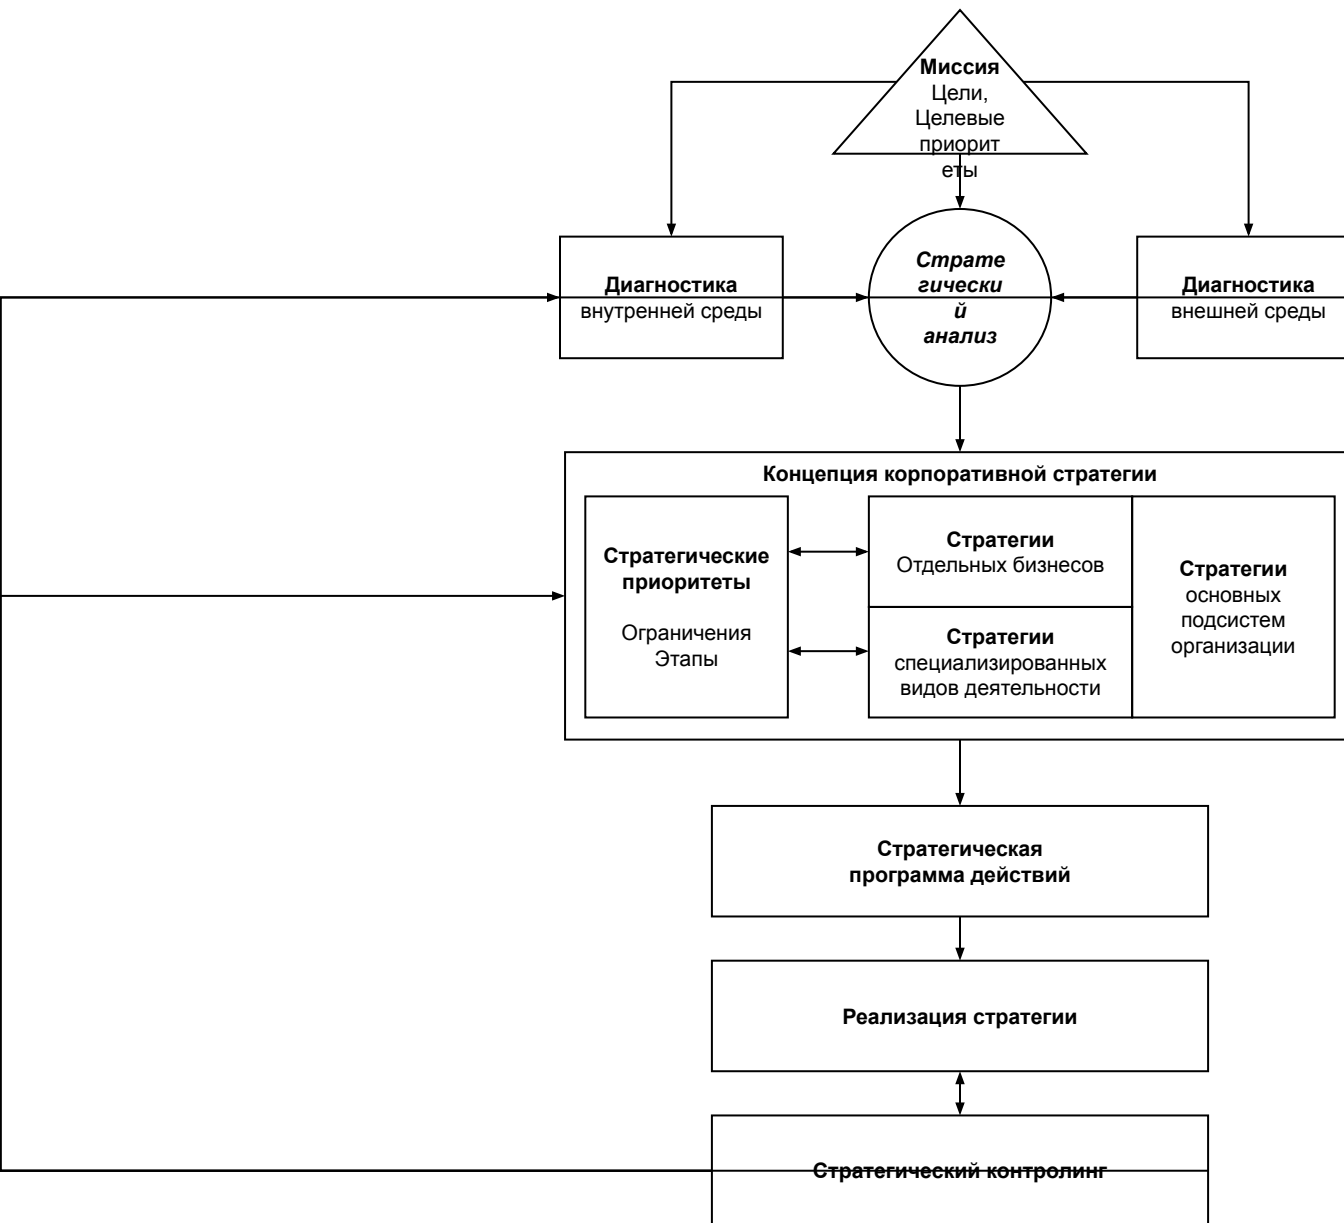 Миссия
Цели,
Целевые
приорит
еты
Диагностика
внутренней среды
Страте
гически
й
анализ
Диагностика
внешней среды
Концепция корпоративной стратегии
Стратегические
приоритеты
Ограничения
Этапы
Стратегии
Отдельных бизнесов
Стратегии
специализированных
видов деятельности
Стратегии
основных
подсистем
организации
Стратегическая
программа действий
Реализация стратегии
Стратегический контролинг